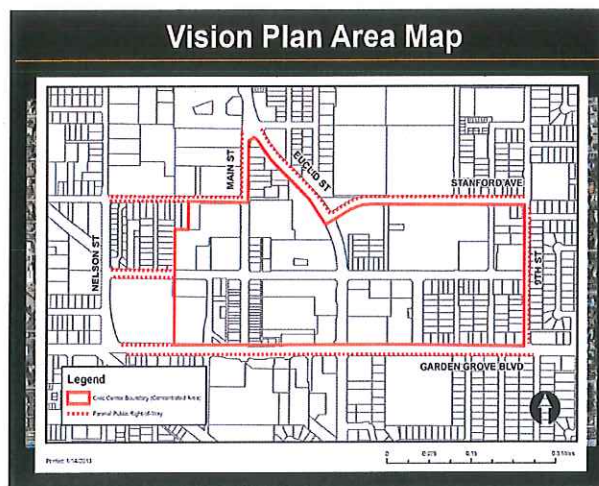 Vision Plan Area Map
MAIN ST
EUCLID ST
STANFORD AVE
NELSON ST
9TH ST
GARDEN GROVE BLVD
Legend
Civic Center Boundary (Concentrated Area)
Public Right-of-Way
Printed
0